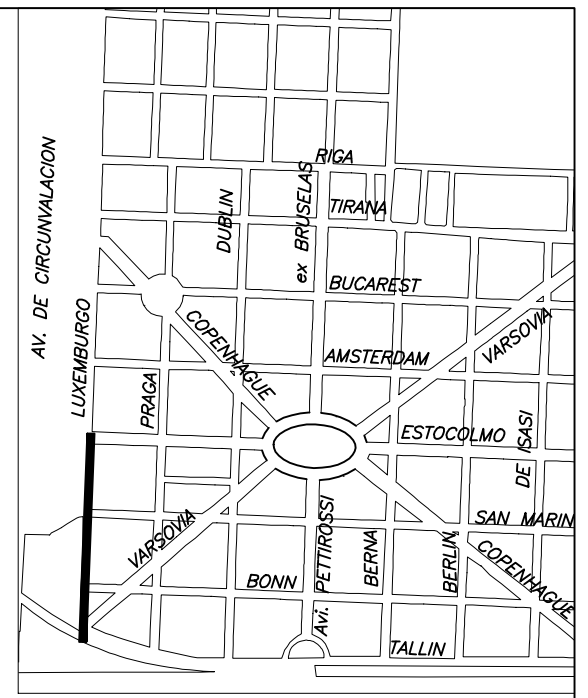 RIGA
AV. DE CIRCUNVALACION
DUBLIN
ex BRUSELAS
TIRANA
BUCAREST
LUXEMBURGO
COPENHAGUE
VARSOVIA
AMSTERDAM
PRAGA
ESTOCOLMO
DE ISASI
VARSOVIA
SAN MARIN
Avi. PETTIROSSI
BERNA
BERLIN
COPENHAGUE
BONN
TALLIN